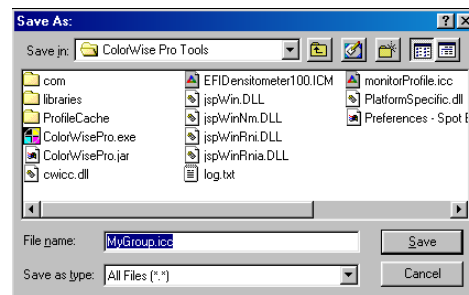 Save As:
Save in: ColorWise Pro Tools
com
libraries
ProfileCache
ColorWisePro.exe
ColorWisePro.jar
cwicc.dll
EFIDensitometer100.ICM
jspWin.DLL
jspWinNm.DLL
jspWinRni.DLL
jspWinRnia.DLL
log.txt
monitorProfile.icc
PlatformSpecific.dll
Preferences - Spot
File name: MyGroup.icc Save
Save as type: All Files (*.*) Cancel